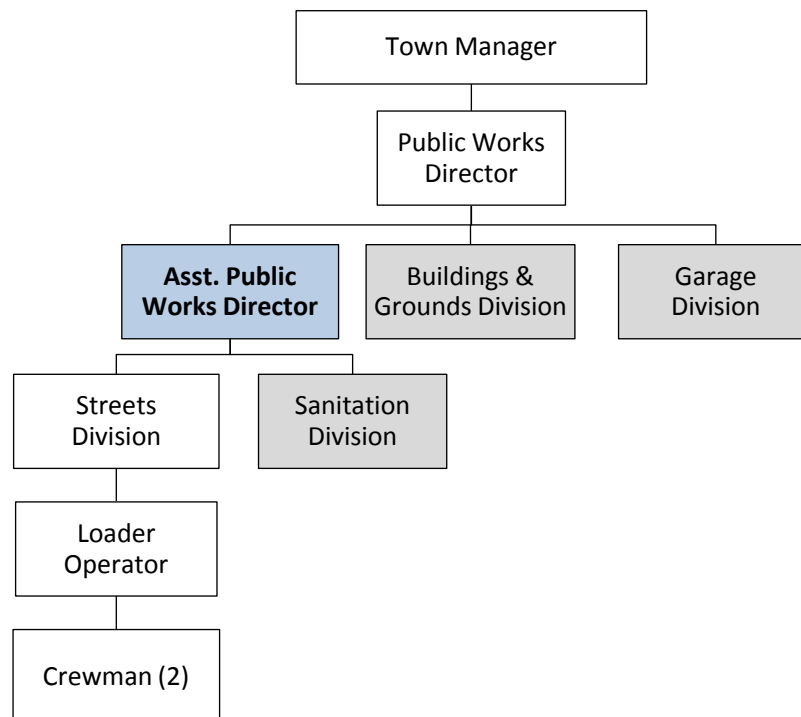 Town Manager
Public Works
Director
Asst. Public
Works Director
Buildings &
Grounds Division
Garage
Division
Streets
Division
Sanitation
Division
Loader
Operator
Crewman (2)